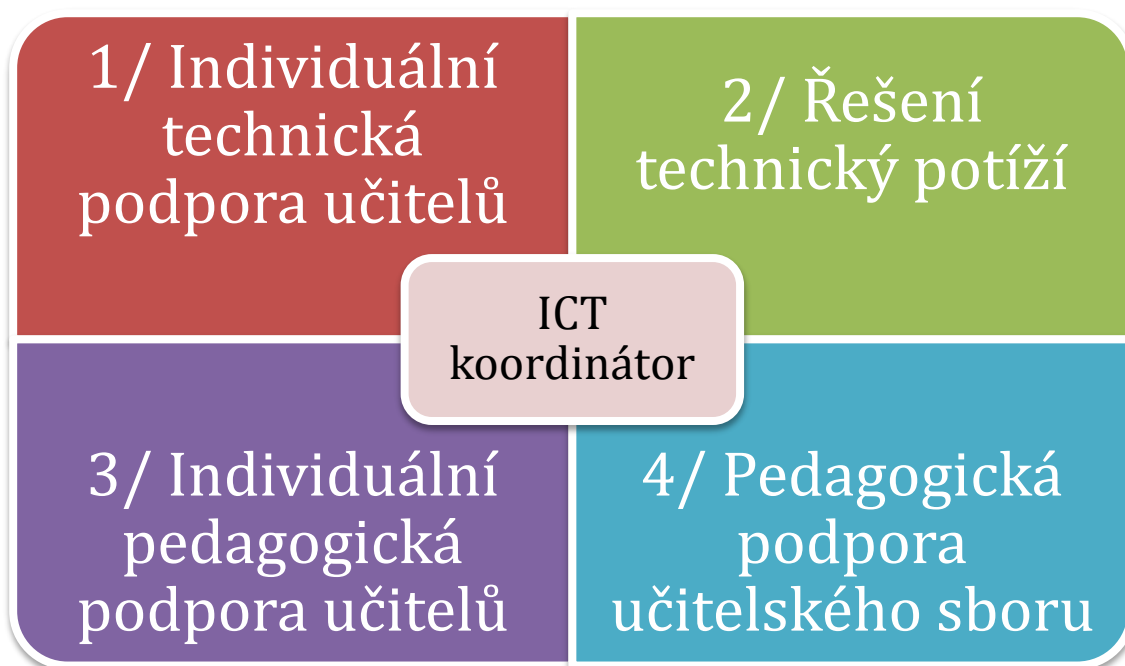 1/ Individuální
technická
podpora učitelů
2/ Řešení
technický potíží
ICT
koordinátor
3/ Individuální
pedagogická
podpora učitelů
4/ Pedagogická
podpora
učitelského sboru